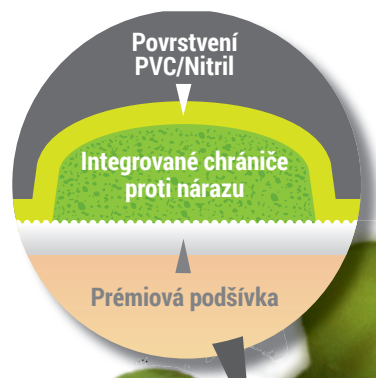 Povrstvení
PVC/Nitril
Integrované chrániče
proti nárazu
Prémiová podšívka